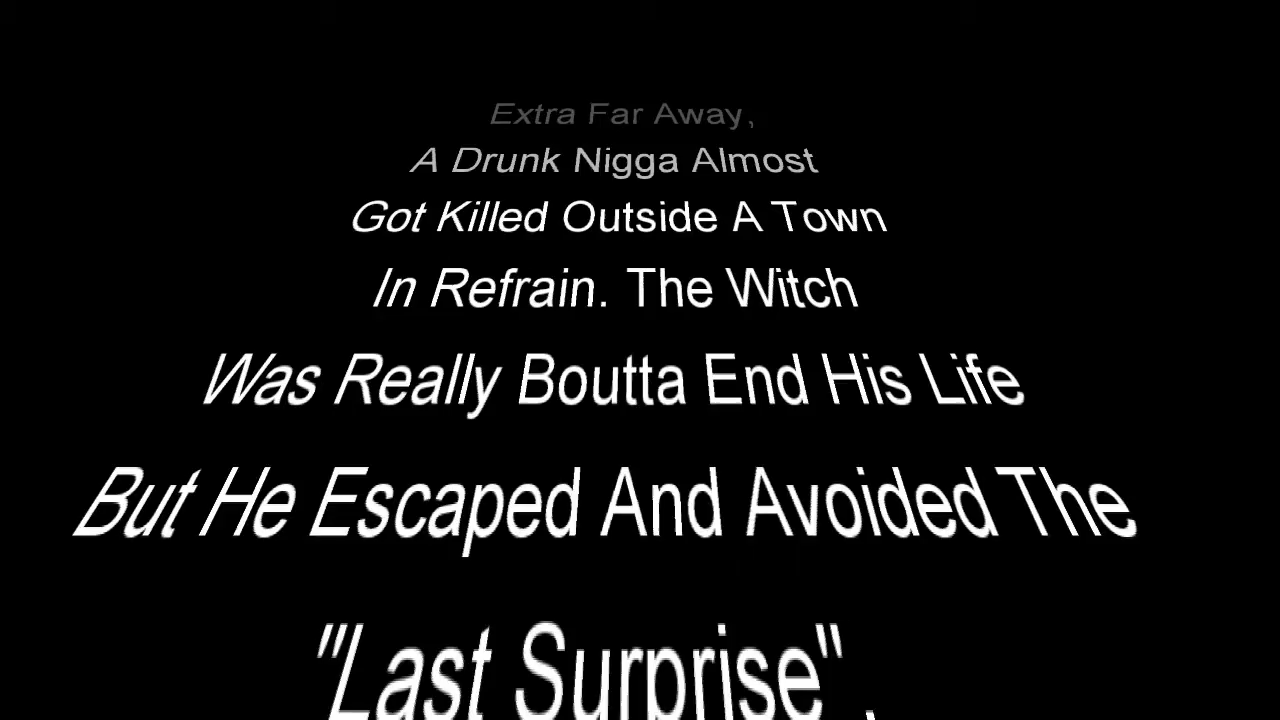 Extra Far Away,
A Drunk Nigga Almost
Got Killed Outside A Town
In Refrain. The Witch
Was Really Boutta End His Life
But He Escaped And Avoided The
"Last Surprise".